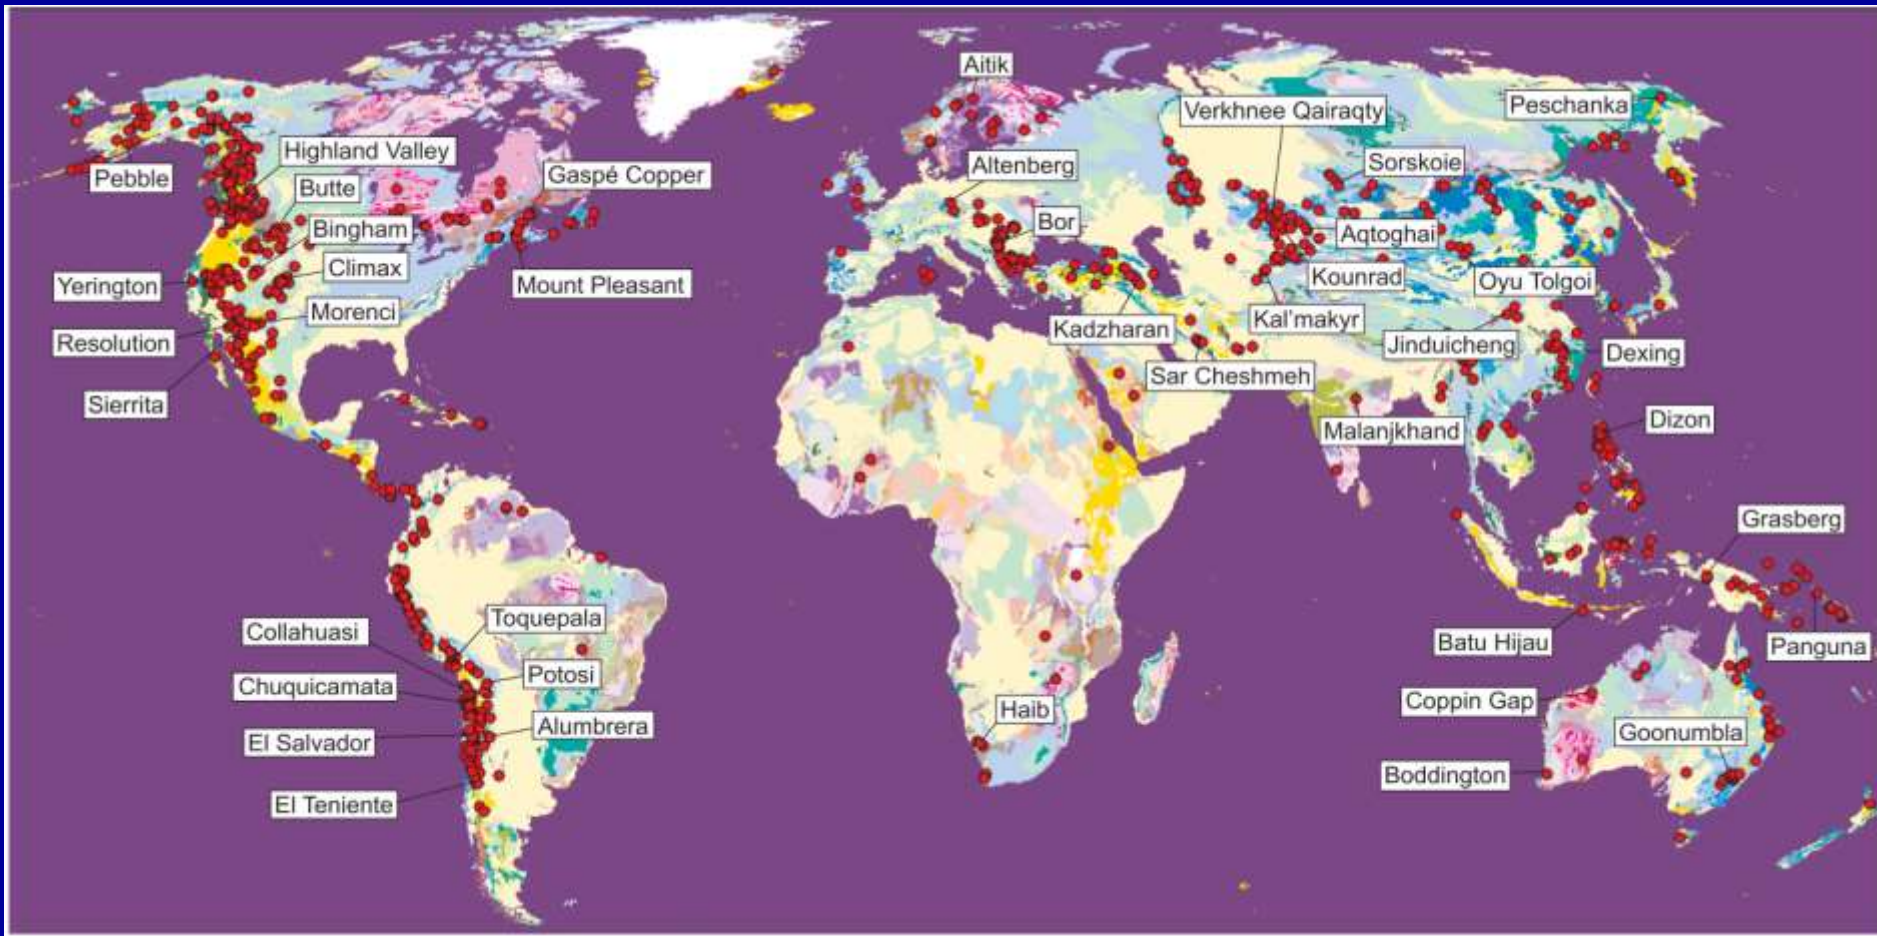 Aitik
Verkhnee Qairaqty
Peschanka
Highland Valley
Sorskoie
Pebble
Gaspé Copper
Altenberg
Butte
Bor
Bingham
Aqtoghai
Climax
Kounrad
Oyu Tolgoi
Yerington
Mount Pleasant
Morenci
Kal'makyr
Kadzharan
Resolution
Jinduicheng
Dexing
Sar Cheshmeh
Sierrita
Dizon
Malanjkhand
Grasberg
Toquepala
Collahuasi
Batu Hijau
Panguna
Potosi
Chuquicamata
Coppin Gap
Haib
Alumbrera
El Salvador
Goonumbla
Boddington
El Teniente